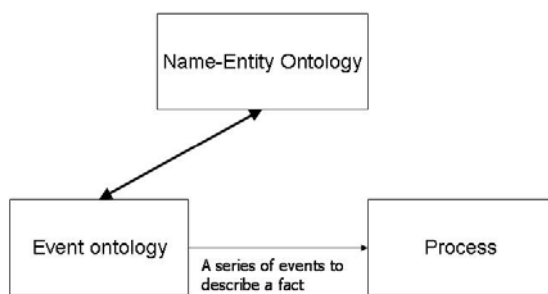 Name-Entity Ontology
Event ontology
Process
A series of events to
describe a fact